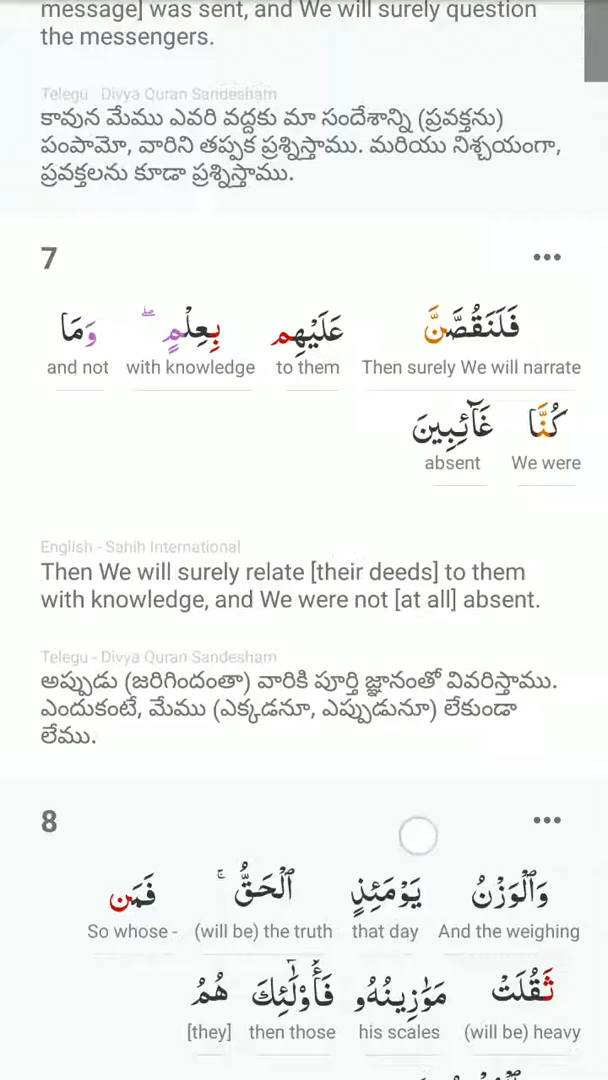 message] was sent, and We will surely question
the messengers.
Telegu - Divya Quran Sandesham
కావున మేము ఎవరి వద్దకు మా సందేశాన్ని (ప్రవక్తను)
పంపామో, వారిని తప్పక ప్రశ్నిస్తాము. మరియు నిశ్చయంగా,
ప్రవక్తలను కూడా ప్రశ్నిస్తాము.
7
فَلَنَقُصَّنَّ عَلَيْهِم بِعِلْمٍ ۖ وَمَا
and not with knowledge to them Then surely We will narrate
كُنَّا غَآئِبِينَ
absent We were
English - Sahih International
Then We will surely relate [their deeds] to them
with knowledge, and We were not [at all] absent.
Telegu - Divya Quran Sandesham
అప్పుడు (జరిగిందంతా) వారికి పూర్తి జ్ఞానంతో వివరిస్తాము.
ఎందుకంటే, మేము (ఎక్కడనూ, ఎప్పుడునూ) లేకుండా
లేము.
8
وَٱلْوَزْنُ يَوْمَئِذٍ ٱلْحَقُّ ۚ فَمَن
So whose - (will be) the truth that day And the weighing
ثَقُلَتْ مَوَٰزِينُهُۥ فَأُو۟لَٰٓئِكَ هُمُ
[they] then those his scales (will be) heavy